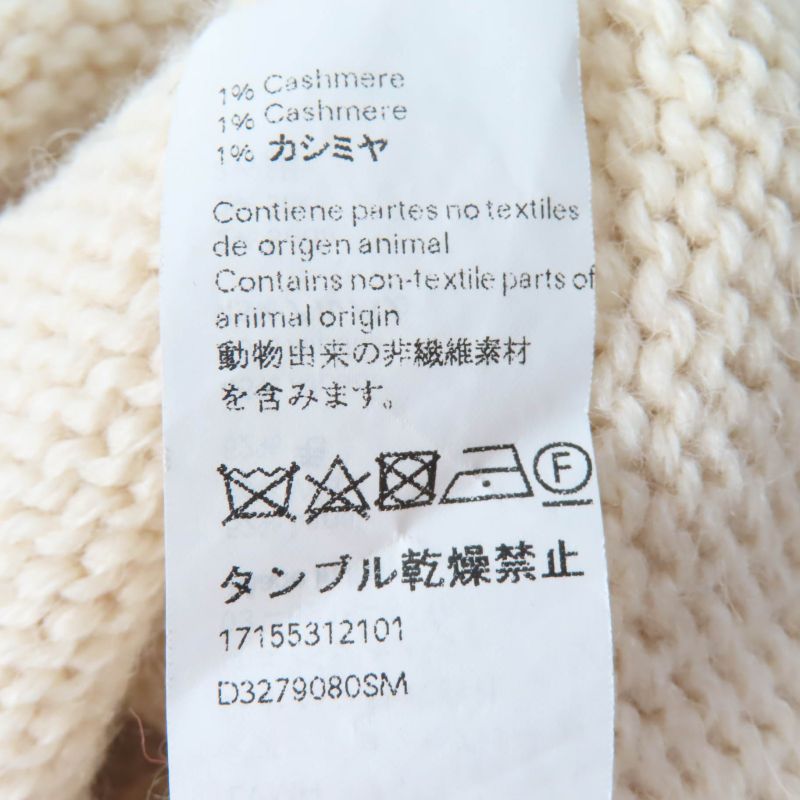 1% Cashmere
1% Cashmere
1% カシミヤ
Contiene partes no textiles
de origen animal
Contains non-textile parts of
animal origin
動物由来の非繊維素材
を含みます。
F
タンブル乾燥禁止
17155312101
D3279080SM